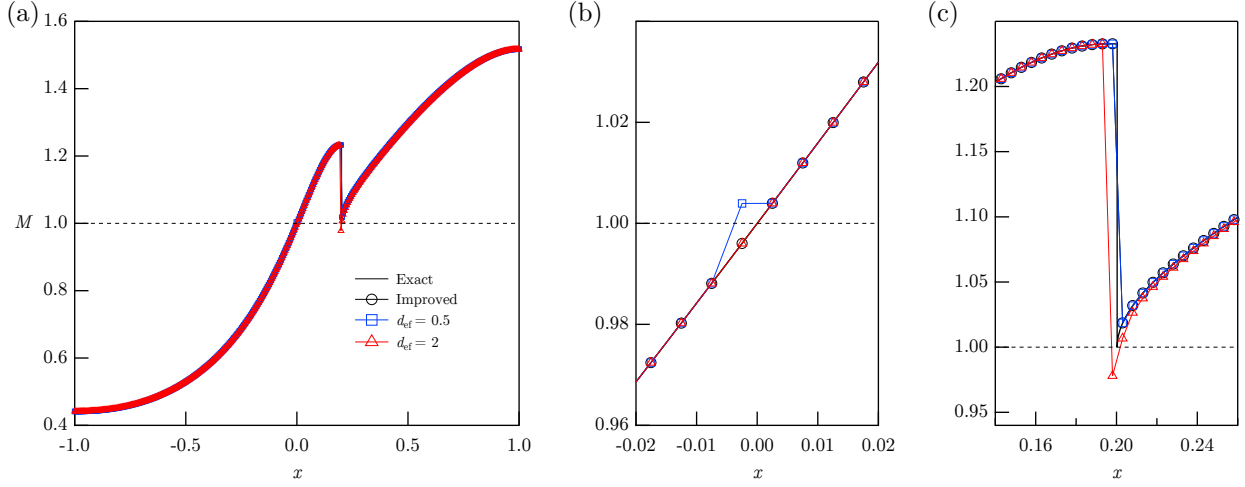 (a)
1.6
1.4
1.2
M 1.0
0.8
0.6
0.4
-1.0 -0.5 0.0 0.5 1.0
x
Exact
Improved
d_ef = 0.5
d_ef = 2
(b)
1.02
1.00
0.98
0.96
-0.02 -0.01 0.00 0.01 0.02
x
(c)
1.20
1.15
1.10
1.05
1.00
0.95
0.16 0.20 0.24
x